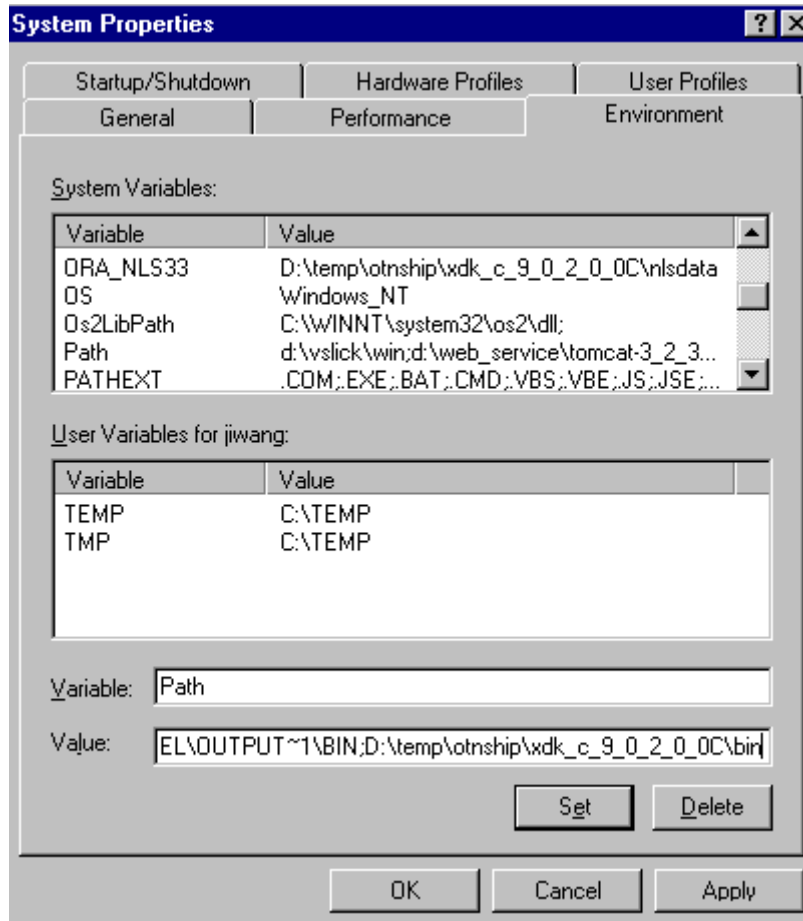 System Properties
Startup/Shutdown Hardware Profiles User Profiles
General Performance Environment
System Variables:
Variable Value
ORA_NLS33 D:\temp\otnship\xdk_c_9_0_2_0_0C\nlsdata
OS Windows_NT
Os2LibPath C:\WINNT\system32\os2\dll;
Path d:\vslick\win;d:\web_service\tomcat-3_2_3...
PATHEXT .COM;.EXE;.BAT;.CMD;.VBS;.VBE;.JS;.JSE;...
User Variables for jiwang:
Variable Value
TEMP C:\TEMP
TMP C:\TEMP
Variable: Path
Value: EL\OUTPUT~1\BIN;D:\temp\otnship\xdk_c_9_0_2_0_0C\bin
Set Delete
OK Cancel Apply